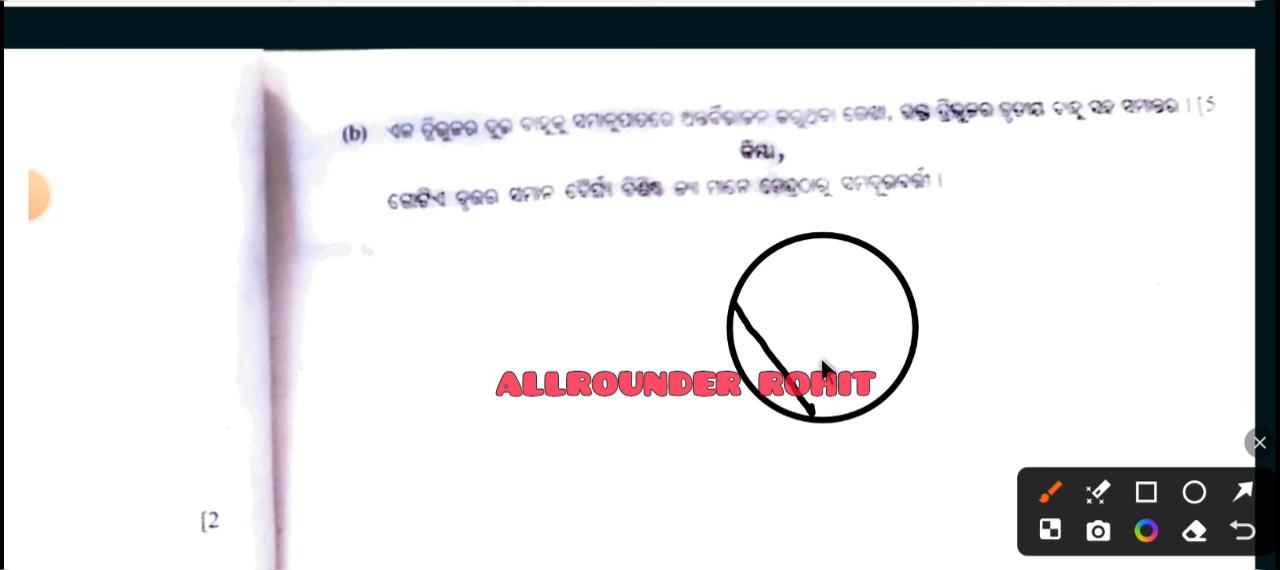 (b) ଏକ ତ୍ରିଭୁଜର ଦୁଇ ବାହୁକୁ ସମାନୁପାତରେ ଅନ୍ତର୍ବିଭାଜନ କରୁଥିବା ରେଖା, ଉକ୍ତ ତ୍ରିଭୁଜର ତୃତୀୟ ବାହୁ ସହ ସମାନ୍ତର । [5
କିମ୍ବା,
ଗୋଟିଏ ବୃତ୍ତର ସମାନ ଦୈର୍ଘ୍ୟ ବିଶିଷ୍ଟ ଜ୍ୟା ମାନେ କେନ୍ଦ୍ରଠାରୁ ସମଦୂରବର୍ତ୍ତୀ ।
ALLROUNDER ROHIT
[2